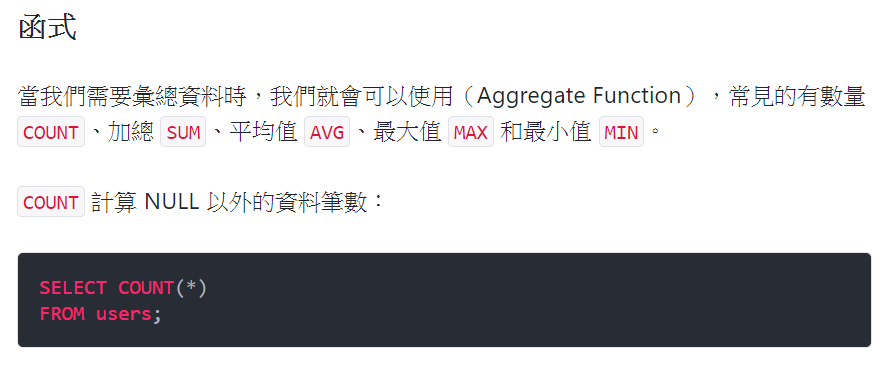 函式
當我們需要彙總資料時，我們就會可以使用（Aggregate Function），常見的有數量
COUNT、加總 SUM、平均值 AVG、最大值 MAX 和最小值 MIN。
COUNT 計算 NULL 以外的資料筆數：
SELECT COUNT(*)
FROM users;